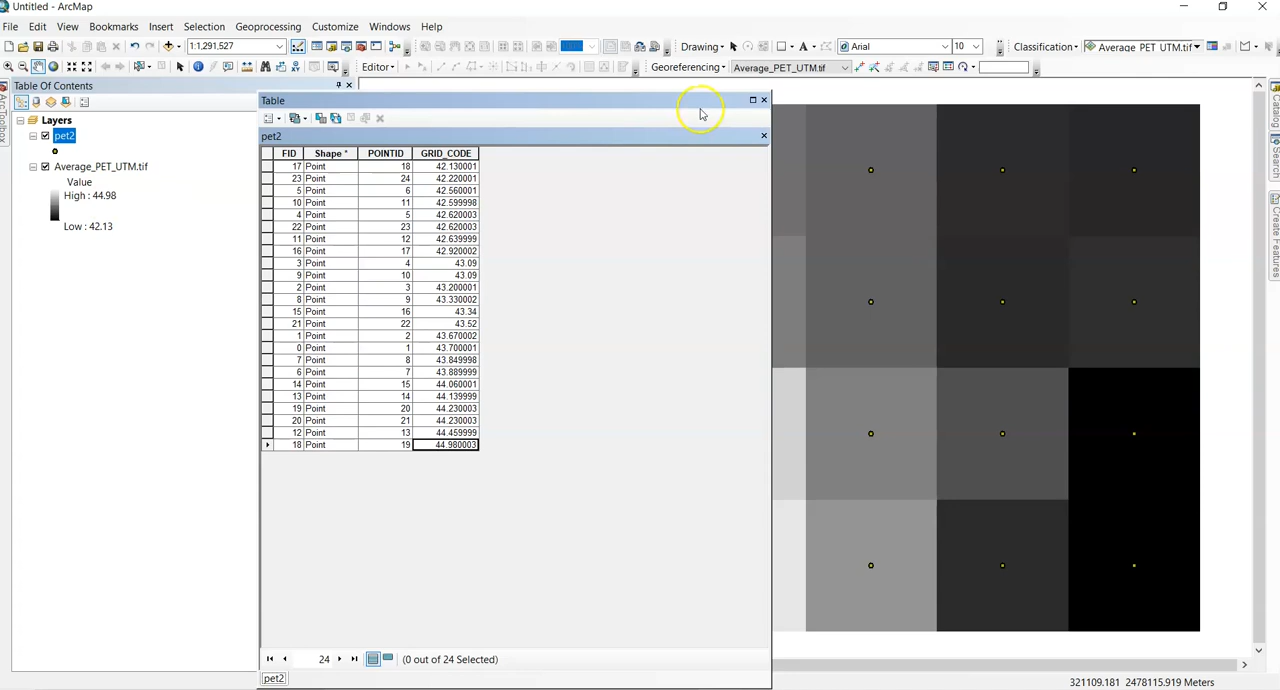 Untitled - ArcMap
File Edit View Bookmarks Insert Selection Geoprocessing Customize Windows Help
1:1,291,527 Drawing Arial 10 Classification Average_PET_UTM.tif
Editor Georeferencing Average_PET_UTM.tif
Table Of Contents
Layers
pet2
Average_PET_UTM.tif
Value
High : 44.98
Low : 42.13
ArcToolbox
Table
pet2
FID Shape * POINTID GRID_CODE
17 Point 18 42.130001
23 Point 24 42.220001
5 Point 6 42.560001
10 Point 11 42.599998
4 Point 5 42.620003
22 Point 23 42.620003
11 Point 12 42.639999
16 Point 17 42.920002
3 Point 4 43.09
9 Point 10 43.09
2 Point 3 43.200001
8 Point 9 43.330002
15 Point 16 43.34
21 Point 22 43.52
1 Point 2 43.670002
0 Point 1 43.700001
7 Point 8 43.849998
6 Point 7 43.889999
14 Point 15 44.060001
13 Point 14 44.139999
19 Point 20 44.230003
20 Point 21 44.230003
12 Point 13 44.459999
18 Point 19 44.980003
24 (0 out of 24 Selected)
pet2
Catalog
Search
Create Features
321109.181 2478115.919 Meters